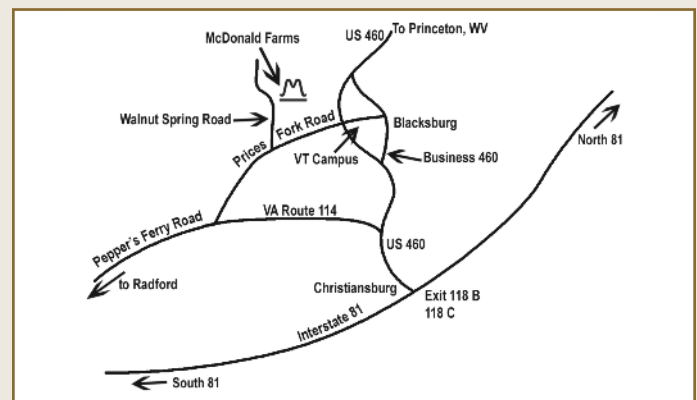 To Princeton, WV
US 460
McDonald Farms
Walnut Spring Road
Prices Fork Road
Blacksburg
North 81
VT Campus
Business 460
VA Route 114
Pepper's Ferry Road
US 460
to Radford
Christiansburg
Exit 118 B
118 C
Interstate 81
South 81